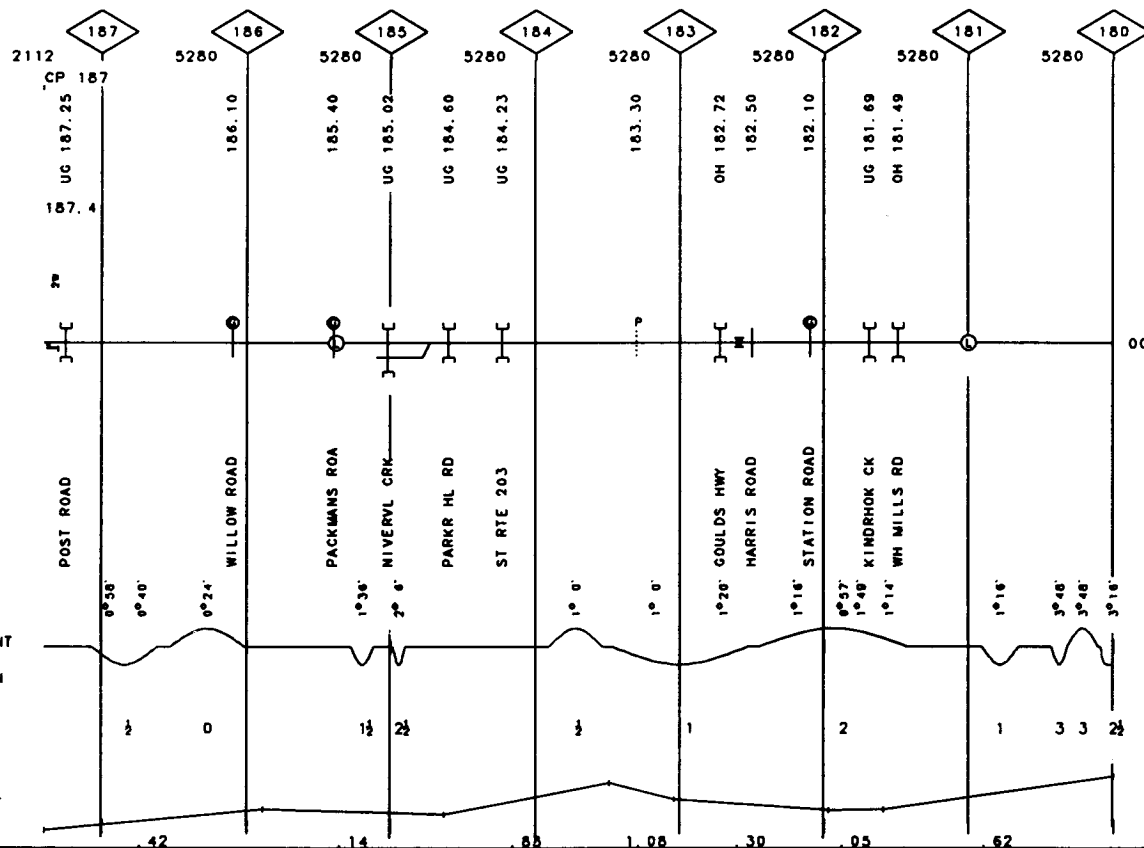 187 186 185 184 183 182 181 180
2112 5280 5280 5280 5280 5280 5280
CP 187
UG 187.25 186.10 185.40 UG 185.02 UG 184.60 UG 184.23 183.30 OH 182.72 182.50 182.10 UG 181.69 OH 181.49
187.4
P
L L
POST ROAD
WILLOW ROAD
PACKMANS ROA
NIVERVL CRK
PARKR HL RD
ST RTE 203
GOULDS HWY
HARRIS ROAD
STATION ROAD
KINDRHOK CK
WH MILLS RD
0°58' 0°40' 0°24' 1°36' 2° 6' 1° 0' 1° 0' 1°20' 1°16' 0°57' 1°49' 1°14' 1°16' 3°48' 3°48' 3°16'
½ 0 1½ 2½ ½ 1 2 1 3 3 2½
.42 .14 1.08 .30 .05 .62